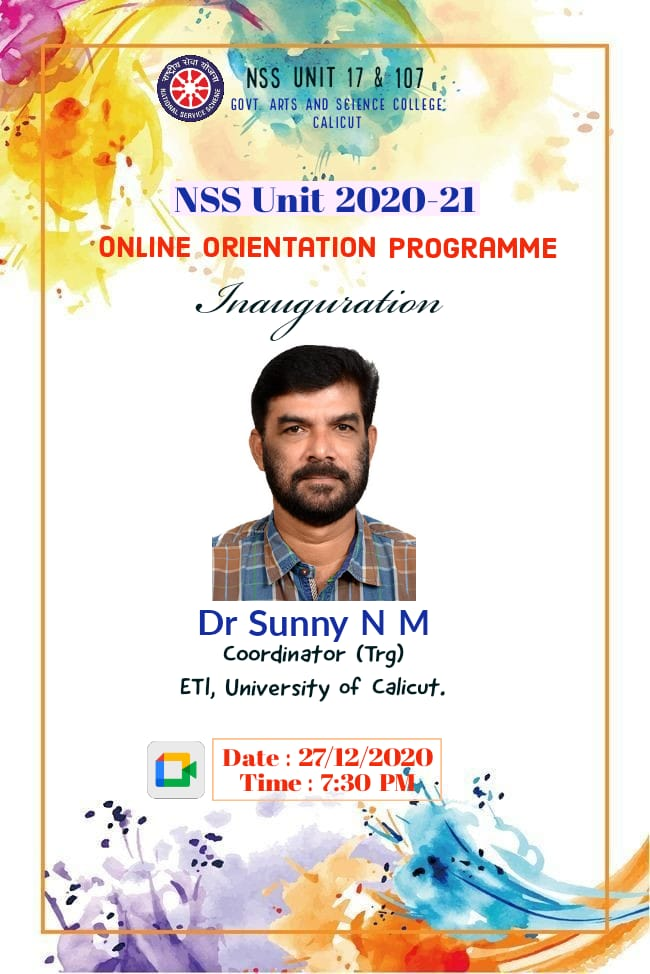 राष्ट्रीय सेवा योजना
NATIONAL SERVICE SCHEME
NSS UNIT 17 & 107
GOVT. ARTS AND SCIENCE COLLEGE,
CALICUT
NSS Unit 2020-21
ONLINE ORIENTATION PROGRAMME
Inauguration
Dr Sunny N M
Coordinator (Trg)
ETI, University of Calicut.
Date : 27/12/2020
Time : 7:30 PM